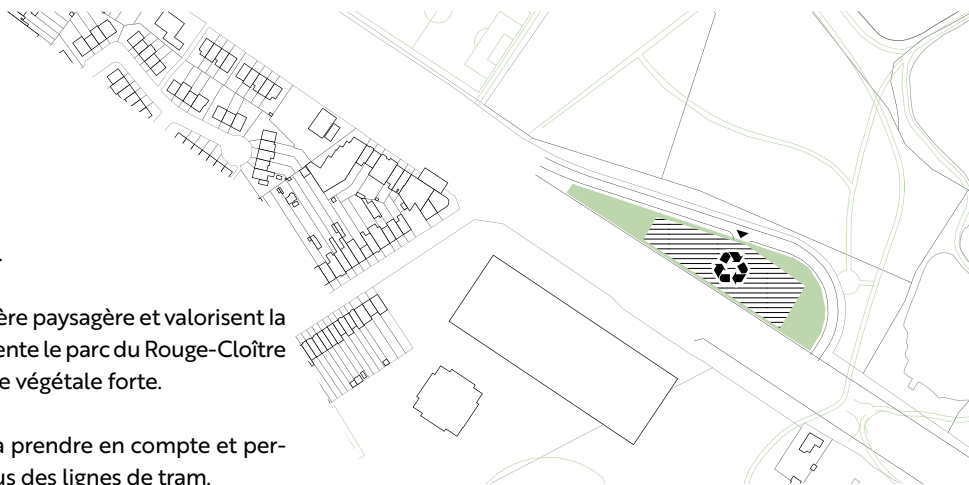 .
ère paysagère et valorisent la
ente le parc du Rouge-Cloître
e végétale forte.
a prendre en compte et per-
us des lignes de tram.